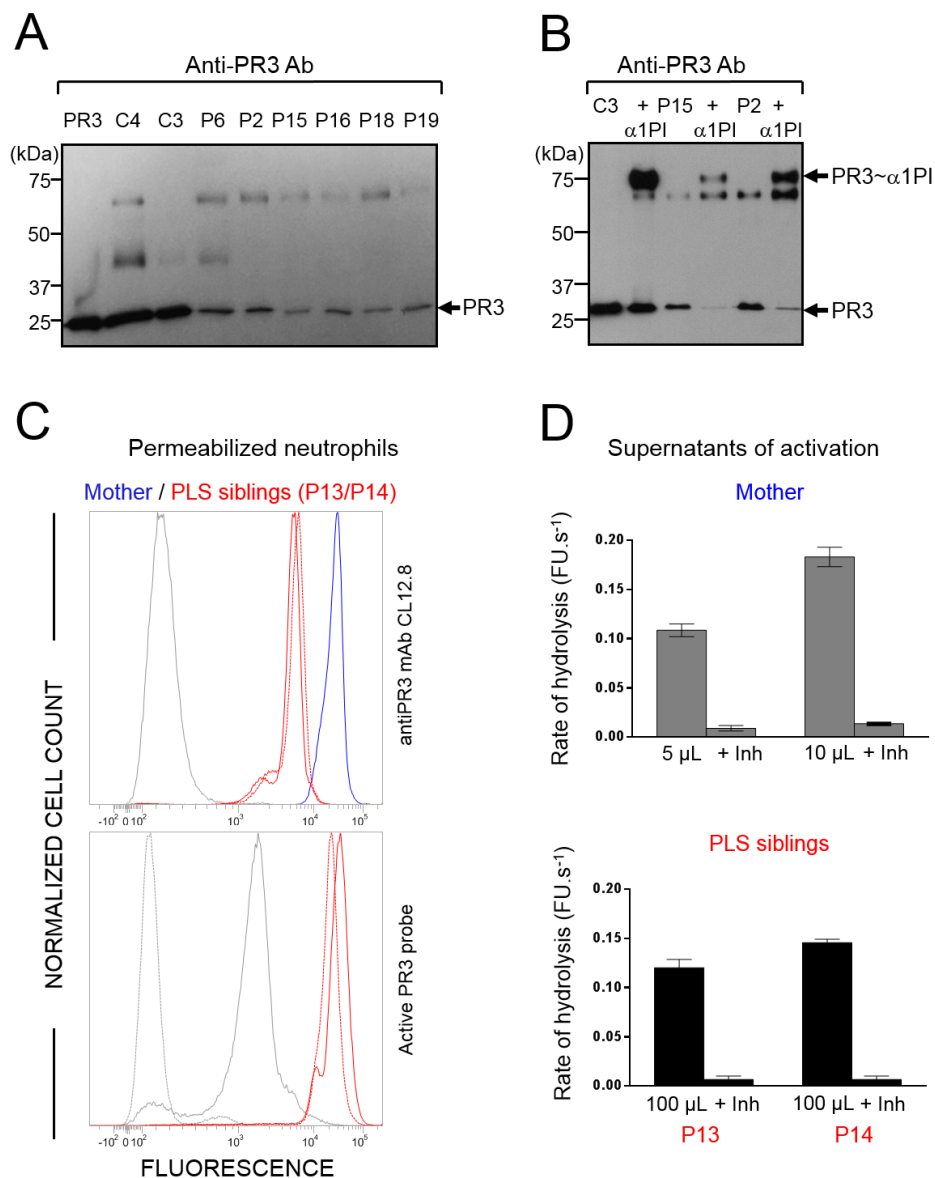 A
Anti-PR3 Ab
PR3 C4 C3 P6 P2 P15 P16 P18 P19
(kDa)
75
50
37
25
PR3
B
Anti-PR3 Ab
C3 + P15 + P2 +
α1PI α1PI α1PI
(kDa)
75
50
37
25
PR3~α1PI
PR3
C
Permeabilized neutrophils
Mother / PLS siblings (P13/P14)
NORMALIZED CELL COUNT
antiPR3 mAb CL12.8
-10² 0 10² 10³ 10⁴ 10⁵
Active PR3 probe
-10² 0 10² 10³ 10⁴ 10⁵
FLUORESCENCE
D
Supernatants of activation
Mother
Rate of hydrolysis (FU.s⁻¹)
0.20
0.15
0.10
0.05
0.00
5 µL + Inh 10 µL + Inh
PLS siblings
Rate of hydrolysis (FU.s⁻¹)
0.20
0.15
0.10
0.05
0.00
100 µL + Inh 100 µL + Inh
P13 P14